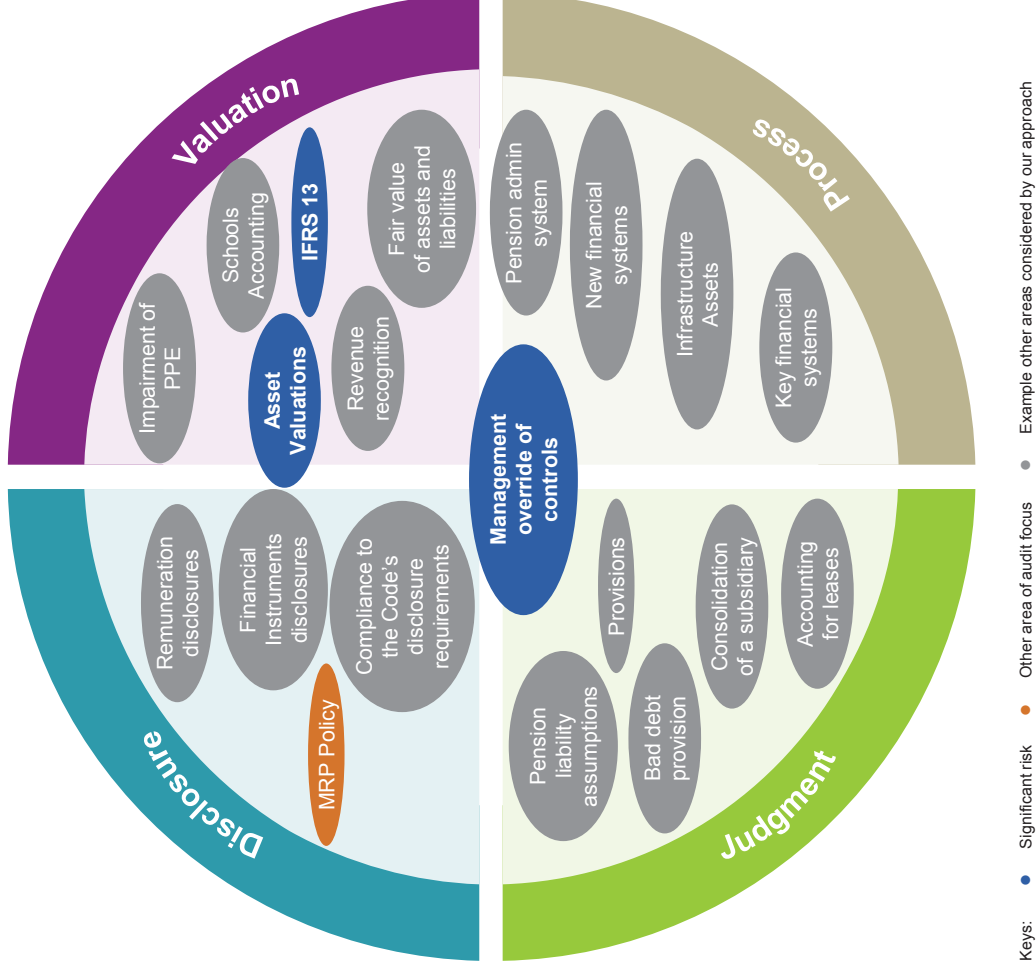 Disclosure
Remuneration
disclosures
Financial
Instruments
disclosures
MRP Policy
Compliance to
the Code's
disclosure
requirements
Valuation
Impairment of
PPE
Schools
Accounting
Asset
Valuations
IFRS 13
Revenue
recognition
Fair value
of assets and
liabilities
Management
override of
controls
Judgment
Pension
liability
assumptions
Provisions
Bad debt
provision
Consolidation
of a subsidiary
Accounting
for leases
Process
Pension admin
system
New financial
systems
Infrastructure
Assets
Key financial
systems
Keys: ● Significant risk ● Other area of audit focus ● Example other areas considered by our approach